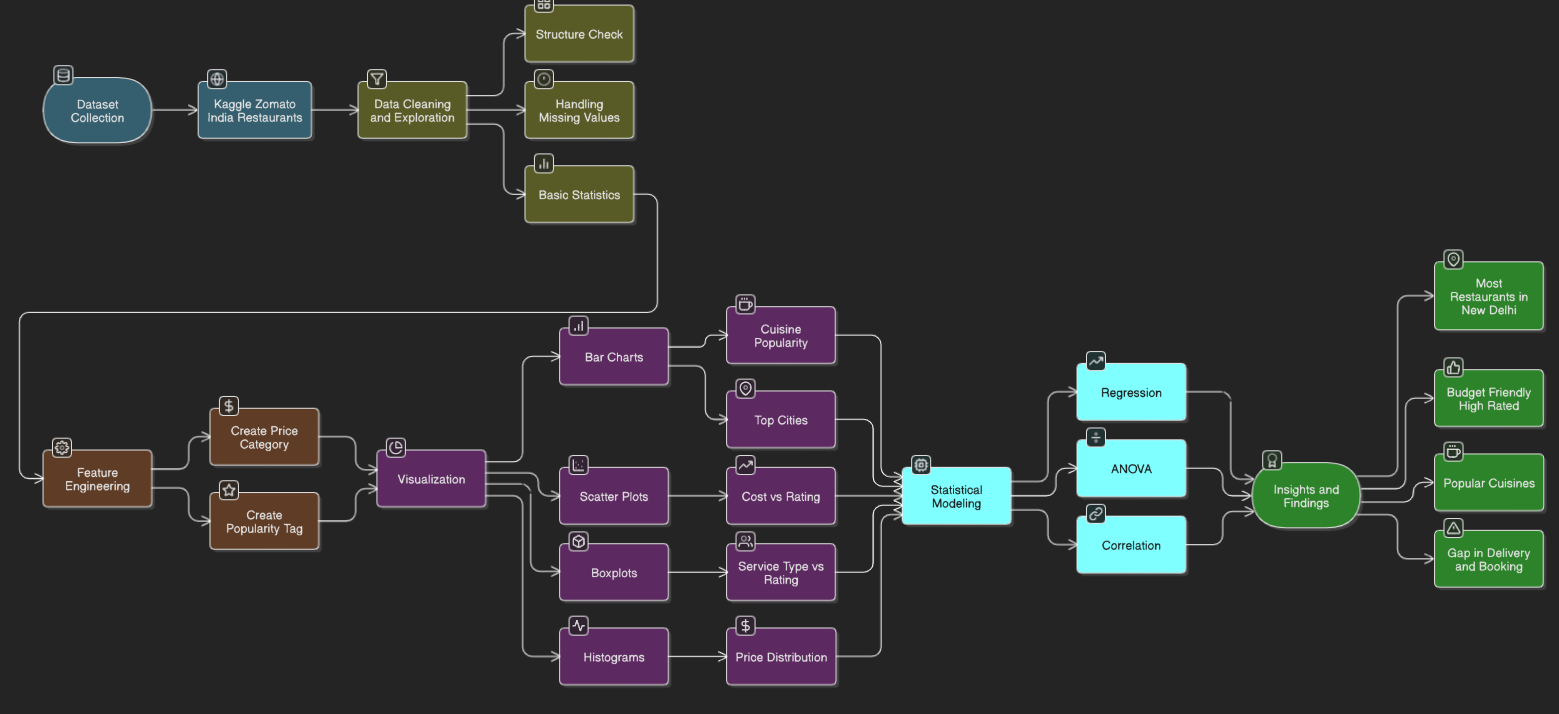 Dataset
Collection
Kaggle Zomato
India Restaurants
Data Cleaning
and Exploration
Structure Check
Handling
Missing Values
Basic Statistics
Feature
Engineering
$
Create Price
Category
Create
Popularity Tag
Visualization
Bar Charts
Scatter Plots
Boxplots
Histograms
Cuisine
Popularity
Top Cities
Cost vs Rating
Service Type vs
Rating
$
Price Distribution
Statistical
Modeling
Regression
ANOVA
Correlation
Insights and
Findings
Most
Restaurants in
New Delhi
Budget Friendly
High Rated
Popular Cuisines
Gap in Delivery
and Booking